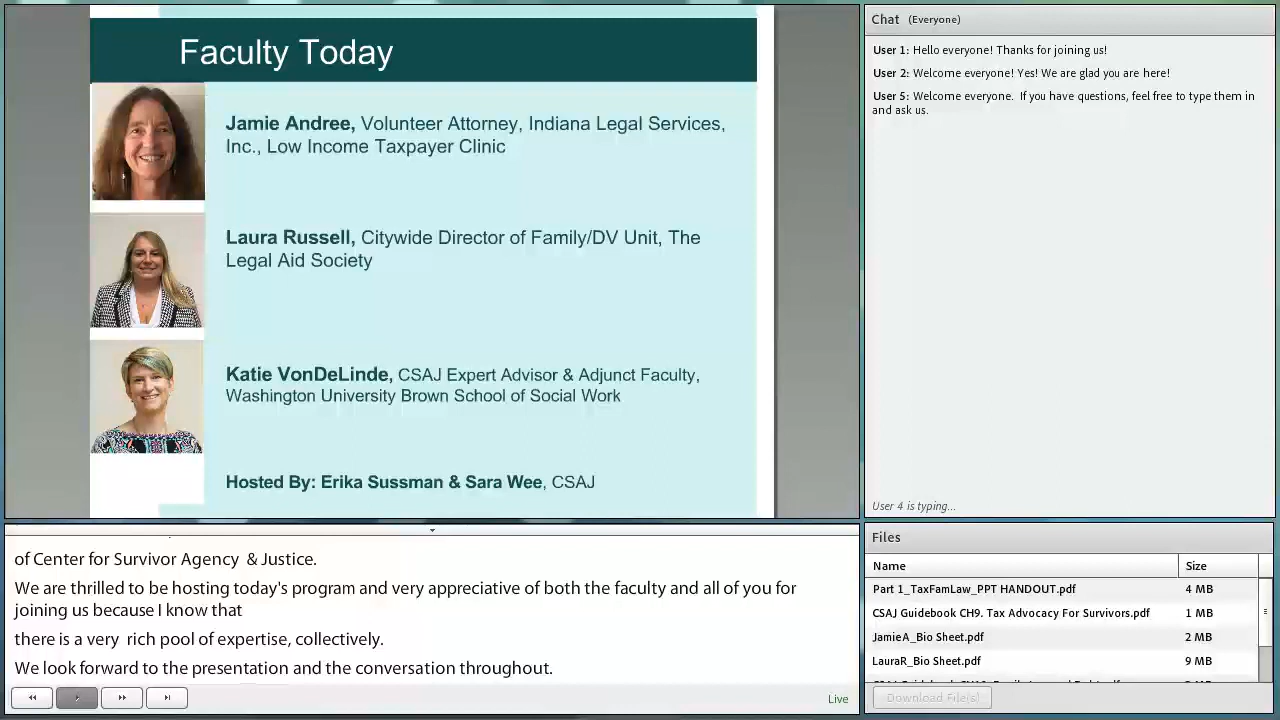 Faculty Today
Jamie Andree, Volunteer Attorney, Indiana Legal Services,
Inc., Low Income Taxpayer Clinic
Laura Russell, Citywide Director of Family/DV Unit, The
Legal Aid Society
Katie VonDeLinde, CSAJ Expert Advisor & Adjunct Faculty,
Washington University Brown School of Social Work
Hosted By: Erika Sussman & Sara Wee, CSAJ
of Center for Survivor Agency & Justice.
We are thrilled to be hosting today's program and very appreciative of both the faculty and all of you for
joining us because I know that
there is a very rich pool of expertise, collectively.
We look forward to the presentation and the conversation throughout.
Live
Chat (Everyone)
User 1: Hello everyone! Thanks for joining us!
User 2: Welcome everyone! Yes! We are glad you are here!
User 5: Welcome everyone. If you have questions, feel free to type them in
and ask us.
User 4 is typing...
Files
Name Size
Part 1_TaxFamLaw_PPT HANDOUT.pdf 4 MB
CSAJ Guidebook CH9. Tax Advocacy For Survivors.pdf 1 MB
JamieA_Bio Sheet.pdf 2 MB
LauraR_Bio Sheet.pdf 9 MB
Download File(s)